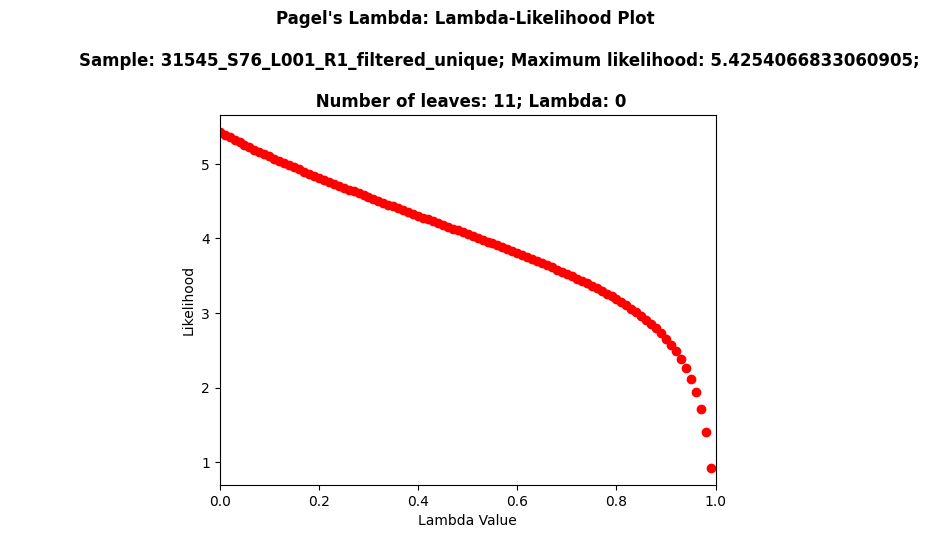 Pagel's Lambda: Lambda-Likelihood Plot
Sample: 31545_S76_L001_R1_filtered_unique; Maximum likelihood: 5.4254066833060905;
Number of leaves: 11; Lambda: 0
5
4
3
2
1
Likelihood
0.0 0.2 0.4 0.6 0.8 1.0
Lambda Value